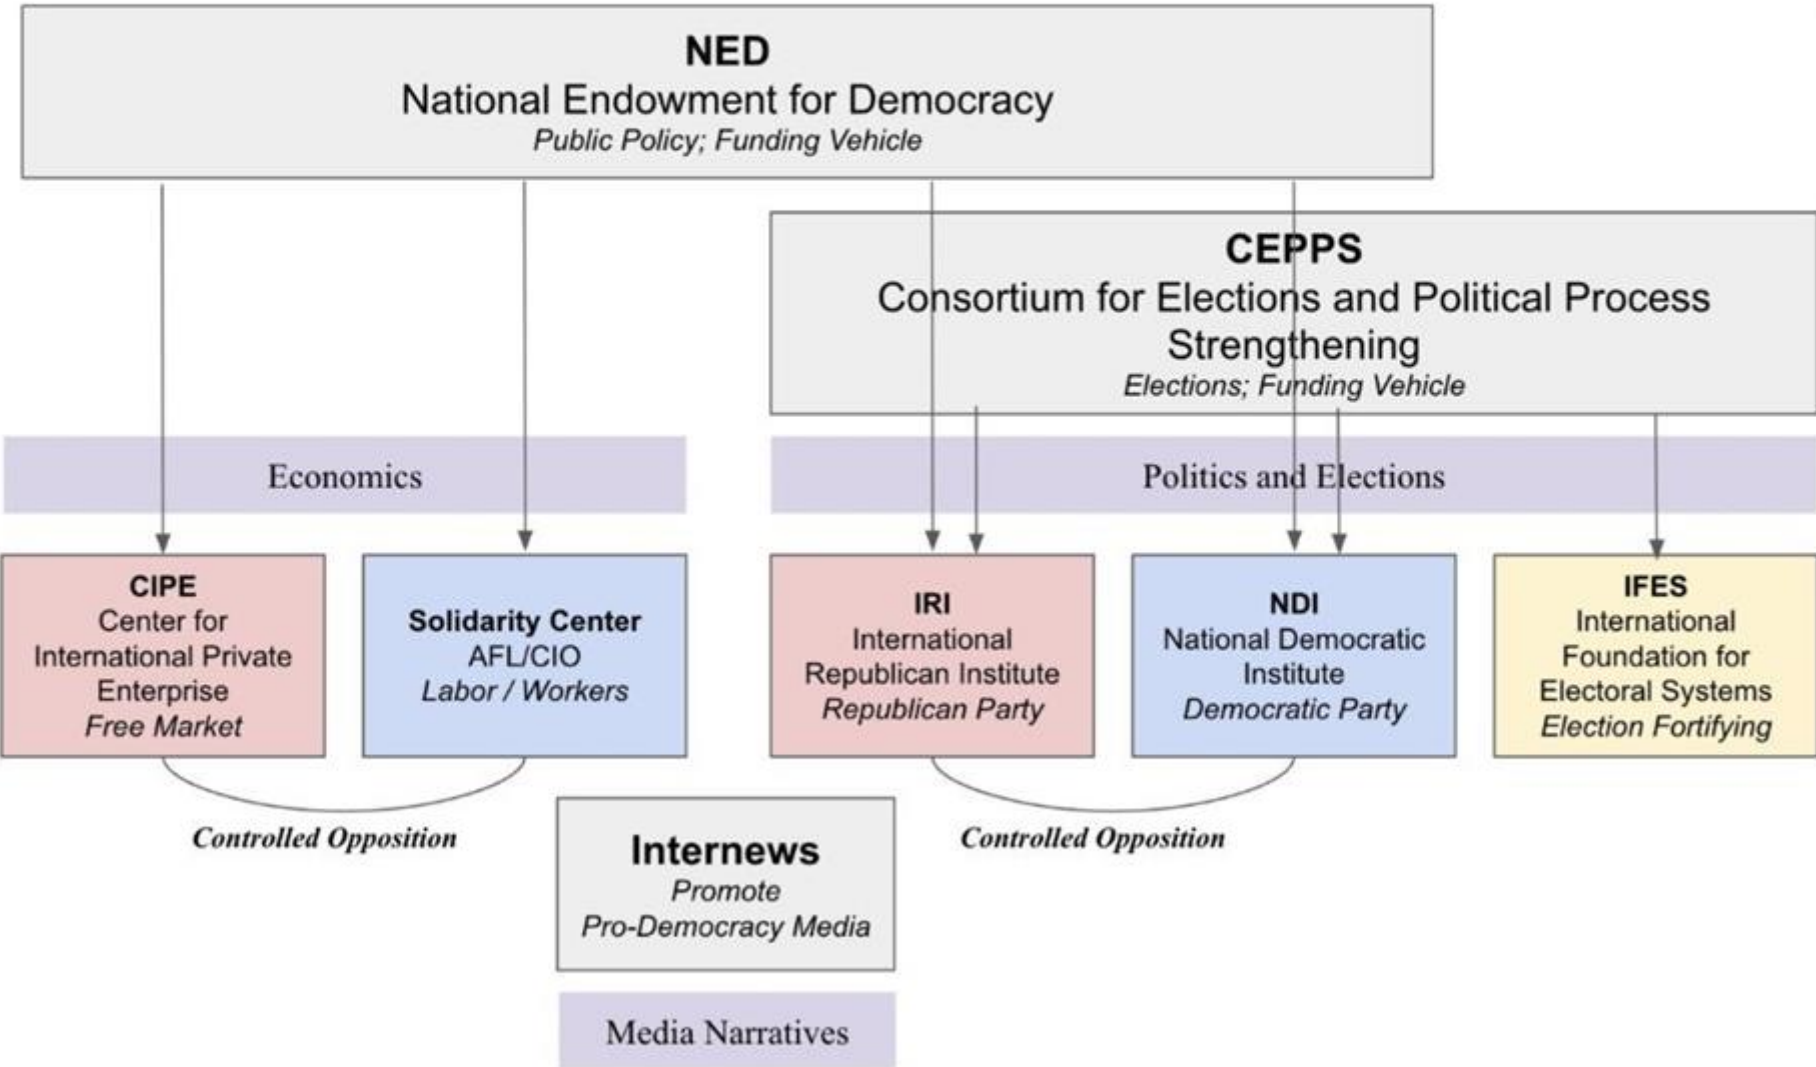 NED
National Endowment for Democracy
Public Policy; Funding Vehicle
CEPPS
Consortium for Elections and Political Process
Strengthening
Elections; Funding Vehicle
Economics
Politics and Elections
CIPE
Center for
International Private
Enterprise
Free Market
Solidarity Center
AFL/CIO
Labor / Workers
IRI
International
Republican Institute
Republican Party
NDI
National Democratic
Institute
Democratic Party
IFES
International
Foundation for
Electoral Systems
Election Fortifying
Controlled Opposition
Controlled Opposition
Internews
Promote
Pro-Democracy Media
Media Narratives